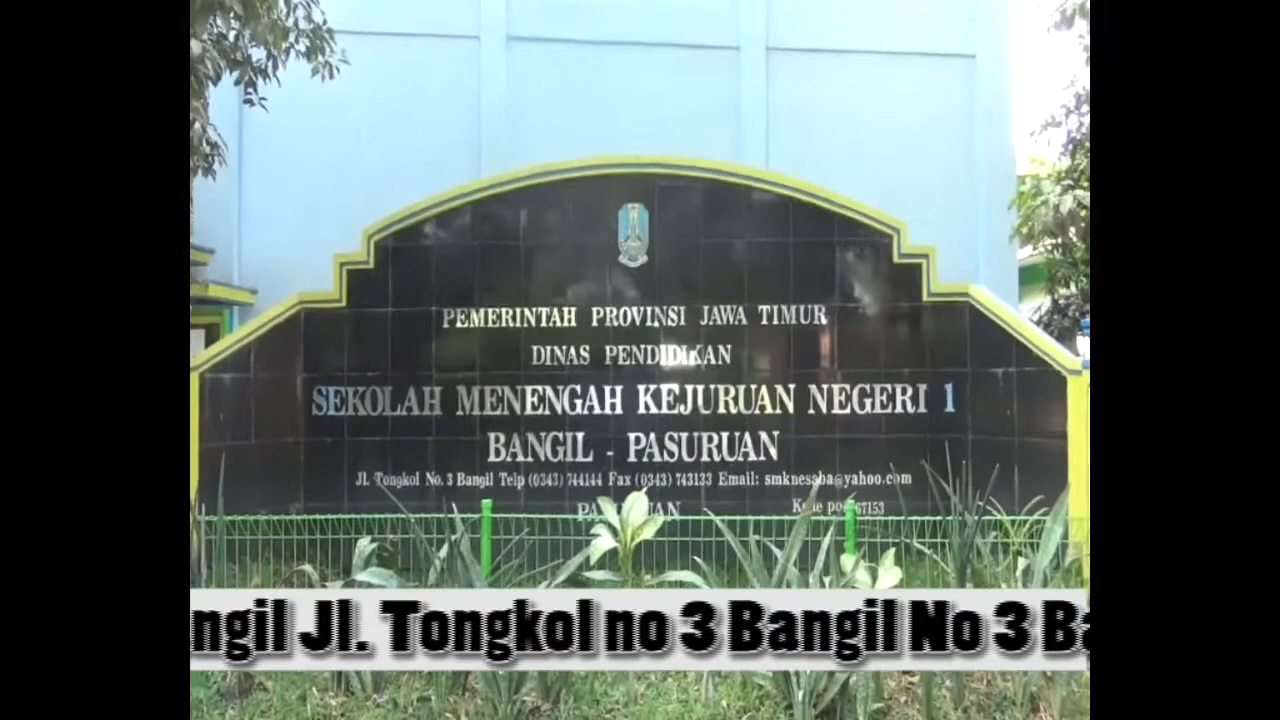 PEMERINTAH PROVINSI JAWA TIMUR
DINAS PENDIDIKAN
SEKOLAH MENENGAH KEJURUAN NEGERI 1
BANGIL - PASURUAN
Jl. Tongkol No. 3 Bangil Telp (0343) 744144 Fax (0343) 743133 Email: smknesaba@yahoo.com
67153
ngil Jl. Tongkol no 3 Bangil No 3 Ba